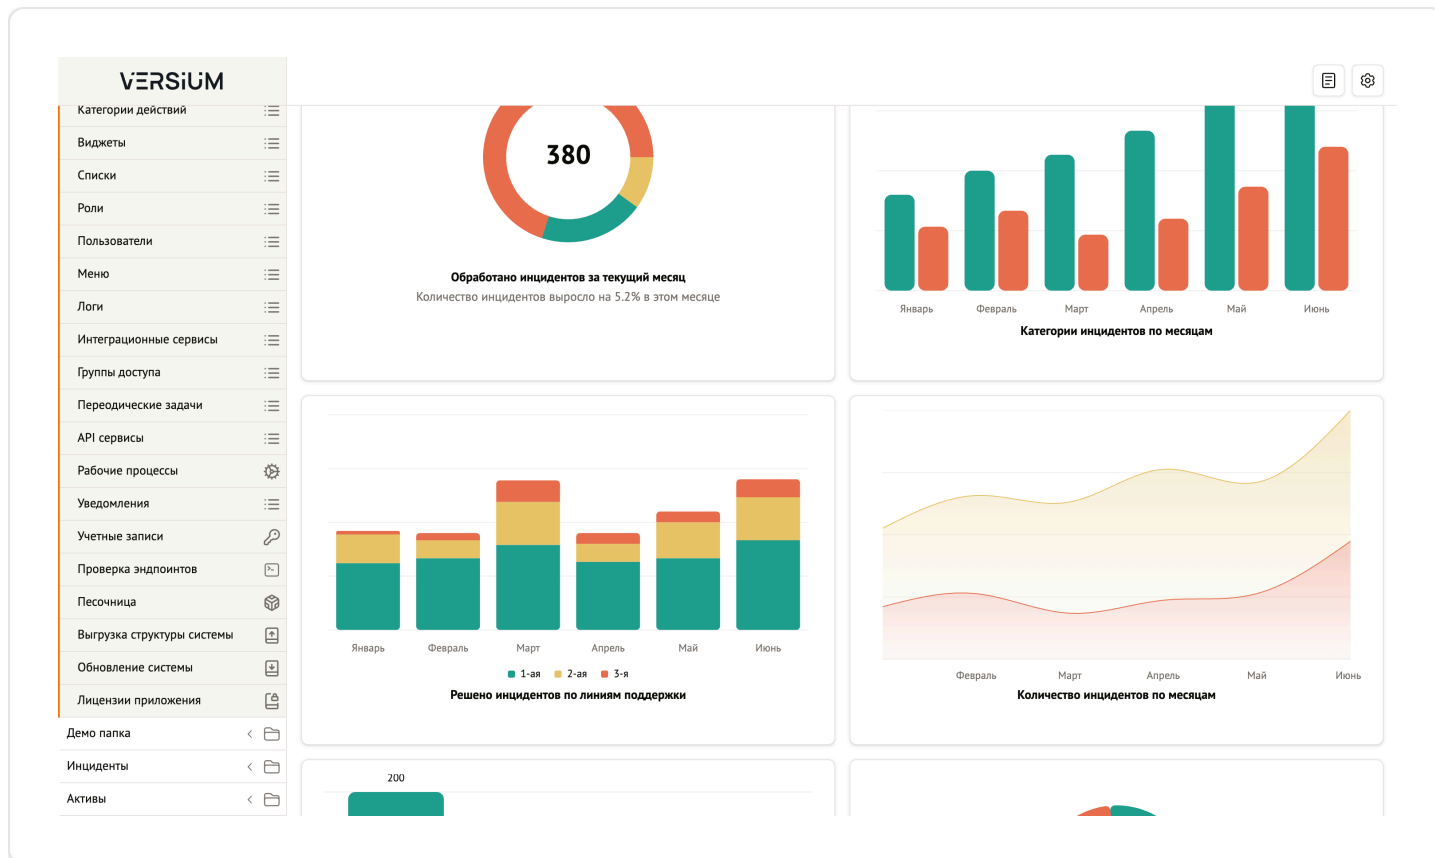 VERSiUM
Категории действий
Виджеты
Списки
Роли
Пользователи
Меню
Логи
Интеграционные сервисы
Группы доступа
Переодические задачи
API сервисы
Рабочие процессы
Уведомления
Учетные записи
Проверка эндпоинтов
Песочница
Выгрузка структуры системы
Обновление системы
Лицензии приложения
Демо папка
Инциденты
Активы
380
Обработано инцидентов за текущий месяц
Количество инцидентов выросло на 5.2% в этом месяце
Январь Февраль Март Апрель Май Июнь
Категории инцидентов по месяцам
Январь Февраль Март Апрель Май Июнь
1-ая 2-ая 3-я
Решено инцидентов по линиям поддержки
Февраль Март Апрель Май Июнь
Количество инцидентов по месяцам
200